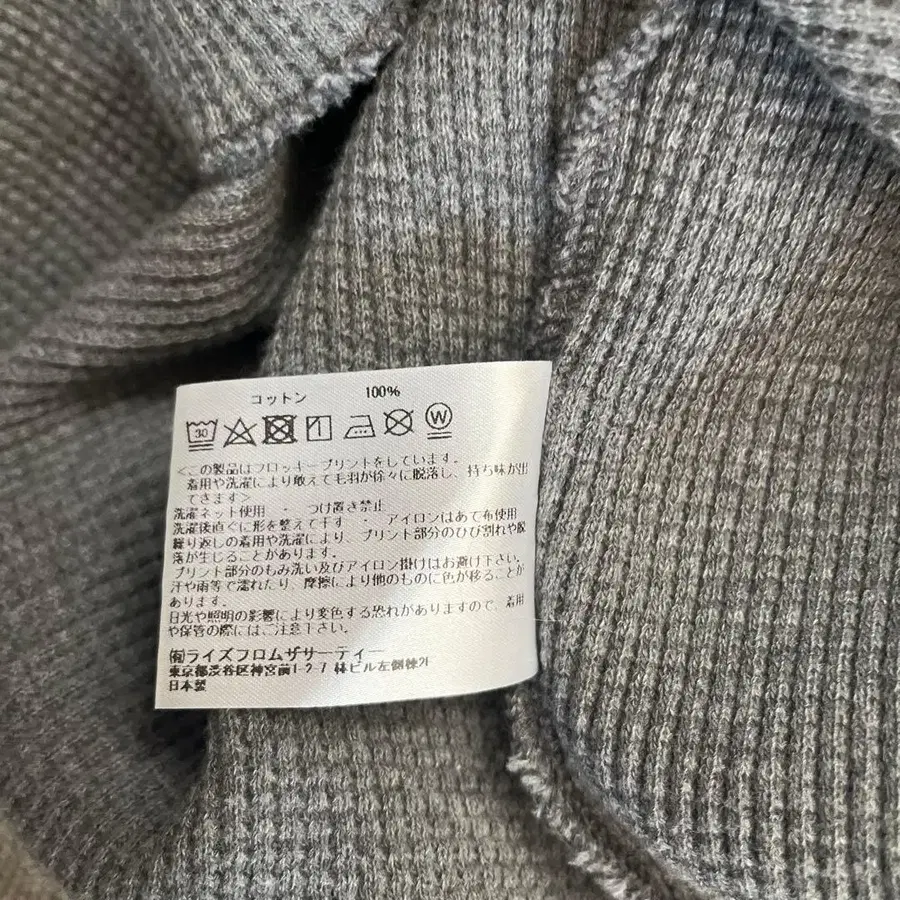 コットン 100%
30 W
<この製品はフロッキープリントをしています。
着用や洗濯により敢えて毛羽が徐々に脱落し、持ち味が出
てきます>
洗濯ネット使用 ・ つけ置き禁止
洗濯後直ぐに形を整えて干す ・ アイロンはあて布使用
繰り返しの着用や洗濯により、プリント部分のひび割れや脱
落が生じることがあります。
プリント部分のもみ洗い及びアイロン掛けはお避け下さい。
汗や雨等で濡れたり、摩擦により他のものに色が移ることが
あります。
日光や照明の影響により変色する恐れがありますので、着用
や保管の際にはご注意下さい。
㈲ライズフロムザサーティー
東京都渋谷区神宮前1-2-7 林ビル左側棟2F
日本製